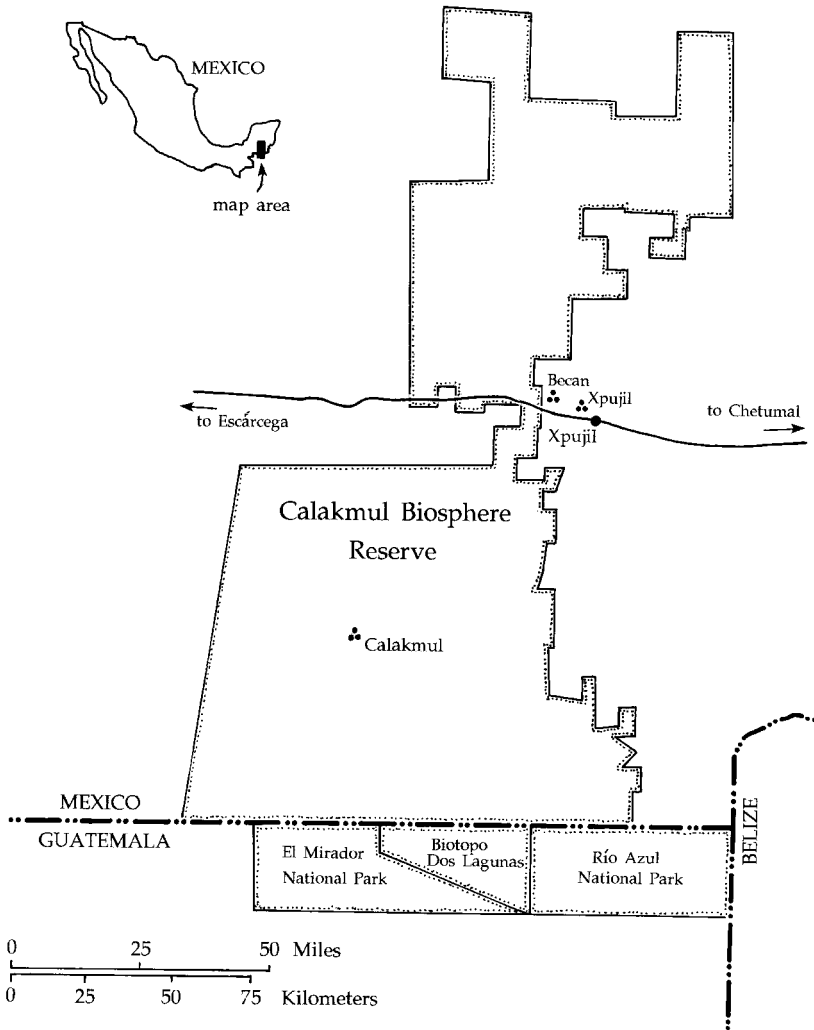 MEXICO
map area
Becan
Xpujil
to Escárcega
Xpujil
to Chetumal
Calakmul Biosphere
Reserve
Calakmul
MEXICO
GUATEMALA
BELIZE
El Mirador
National Park
Biotopo
Dos Lagunas
Río Azul
National Park
0 25 50 Miles
0 25 50 75 Kilometers